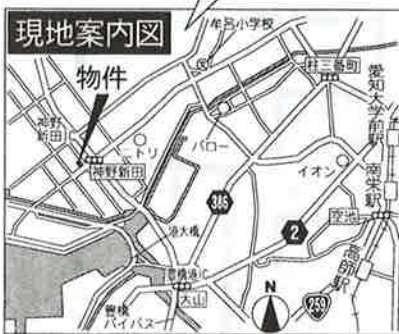 現地案内図
牟呂小学校
柱三番町
物件
愛知大学前駅
神野新田
トリ
バロー
神野新田
イオン
南栄駅
386
港大橋
2
空池
豊橋港IC
高師駅
大山
豊橋バイパス
N
259